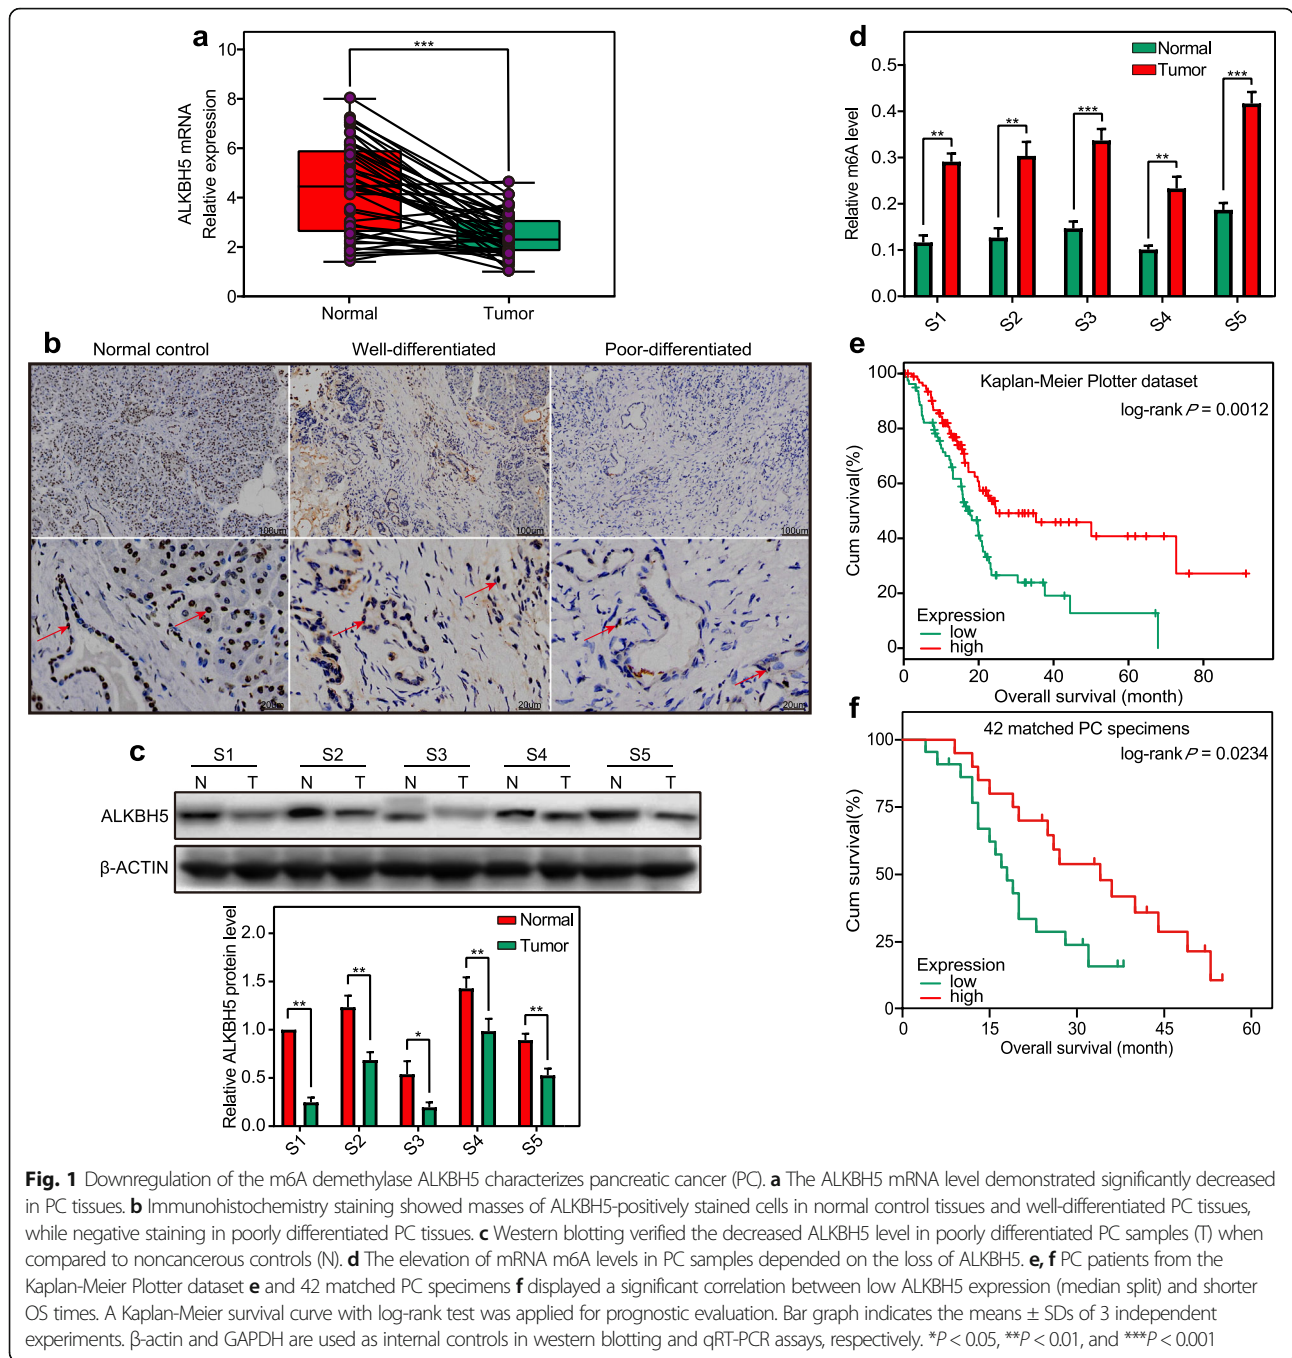 a
10
8
6
4
2
0
ALKBH5 mRNA
Relative expression
***
Normal
Tumor
b
Normal control
Well-differentiated
Poor-differentiated
100um
100um
100um
20um
20um
20um
c
S1 S2 S3 S4 S5
N T N T N T N T N T
ALKBH5
β-ACTIN
Relative ALKBH5 protein level
2.0
1.5
1.0
0.5
0.0
Normal
Tumor
** ** * ** **
S1 S2 S3 S4 S5
d
Relative m6A level
0.5
0.4
0.3
0.2
0.1
0.0
Normal
Tumor
** ** *** ** ***
S1 S2 S3 S4 S5
e
Kaplan-Meier Plotter dataset
log-rank P = 0.0012
Cum survival(%)
100
80
60
40
20
0
Expression
low
high
0 20 40 60 80
Overall survival (month)
f
42 matched PC specimens
log-rank P = 0.0234
Cum survival(%)
100
75
50
25
0
Expression
low
high
0 15 30 45 60
Overall survival (month)
Fig. 1 Downregulation of the m6A demethylase ALKBH5 characterizes pancreatic cancer (PC). a The ALKBH5 mRNA level demonstrated significantly decreased
in PC tissues. b Immunohistochemistry staining showed masses of ALKBH5-positively stained cells in normal control tissues and well-differentiated PC tissues,
while negative staining in poorly differentiated PC tissues. c Western blotting verified the decreased ALKBH5 level in poorly differentiated PC samples (T) when
compared to noncancerous controls (N). d The elevation of mRNA m6A levels in PC samples depended on the loss of ALKBH5. e, f PC patients from the
Kaplan-Meier Plotter dataset e and 42 matched PC specimens f displayed a significant correlation between low ALKBH5 expression (median split) and shorter
OS times. A Kaplan-Meier survival curve with log-rank test was applied for prognostic evaluation. Bar graph indicates the means ± SDs of 3 independent
experiments. β-actin and GAPDH are used as internal controls in western blotting and qRT-PCR assays, respectively. *P < 0.05, **P < 0.01, and ***P < 0.001